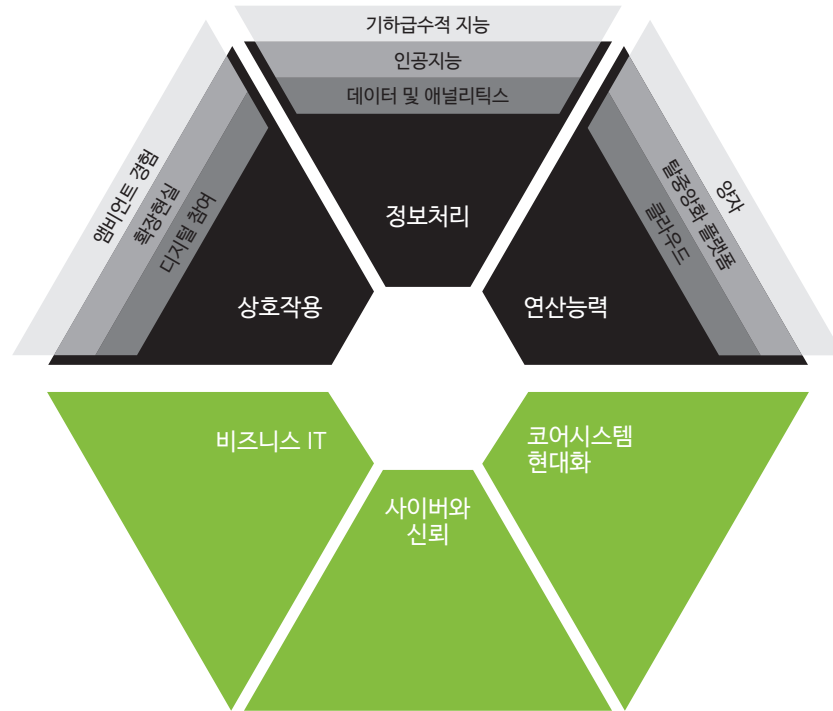 기하급수적 지능
인공지능
데이터 및 애널리틱스
정보처리
앰비언트 경험
확장현실
디지털 참여
상호작용
양자
탈중앙화 플랫폼
클라우드
연산능력
비즈니스 IT
사이버와
신뢰
코어시스템
현대화